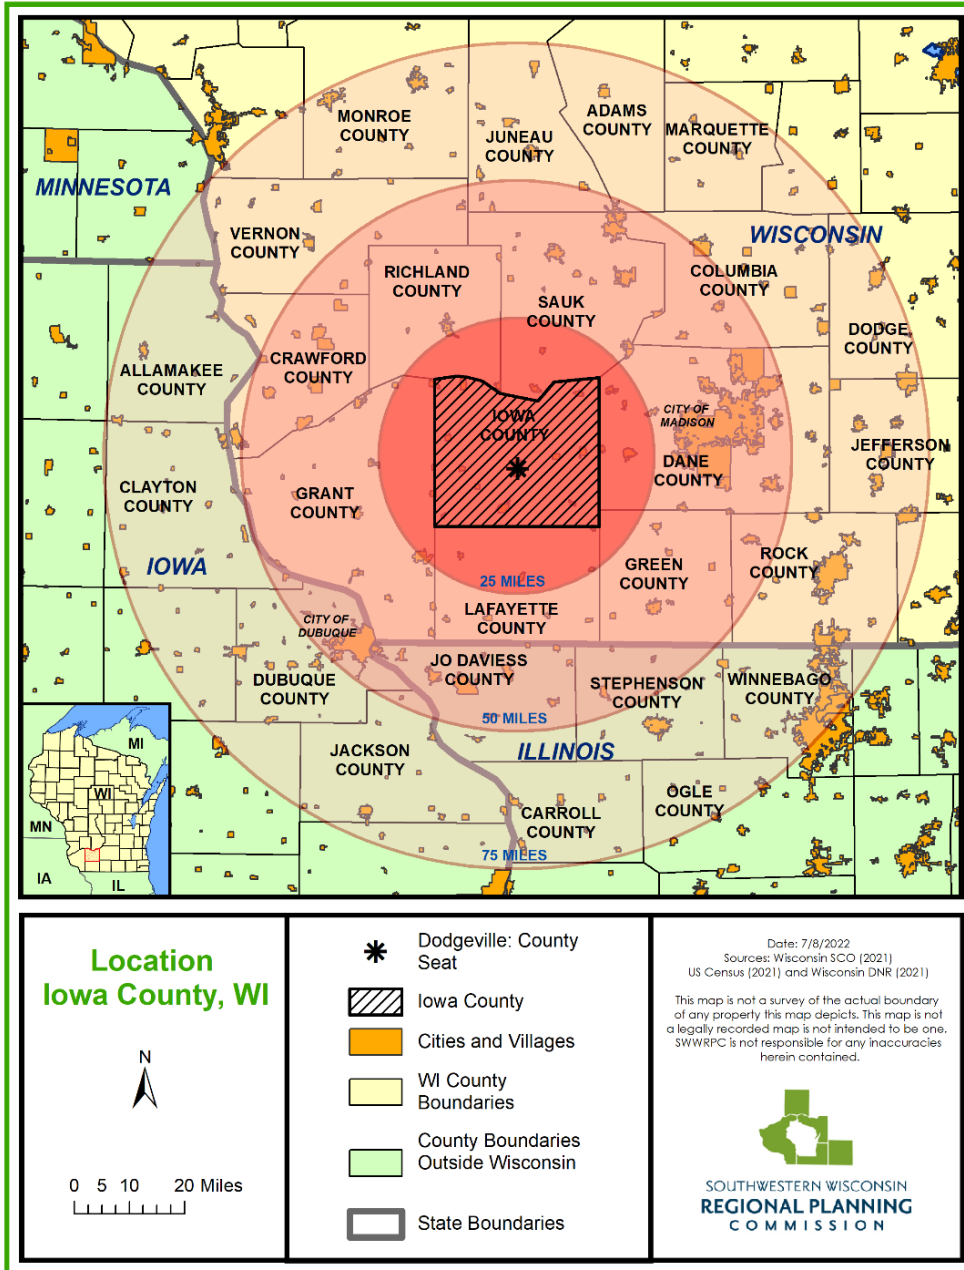 MONROE
COUNTY
JUNEAU
COUNTY
ADAMS
COUNTY
MARQUETTE
COUNTY
MINNESOTA
WISCONSIN
VERNON
COUNTY
RICHLAND
COUNTY
SAUK
COUNTY
COLUMBIA
COUNTY
DODGE
COUNTY
ALLAMAKEE
COUNTY
CRAWFORD
COUNTY
IOWA
COUNTY
CITY OF
MADISON
DANE
COUNTY
JEFFERSON
COUNTY
CLAYTON
COUNTY
GRANT
COUNTY
IOWA
25 MILES
GREEN
COUNTY
ROCK
COUNTY
LAFAYETTE
COUNTY
CITY OF
DUBUQUE
DUBUQUE
COUNTY
JO DAVIESS
COUNTY
STEPHENSON
COUNTY
WINNEBAGO
COUNTY
50 MILES
ILLINOIS
JACKSON
COUNTY
CARROLL
COUNTY
OGLE
COUNTY
75 MILES
MI
WI
MN
IA
IL
Location
Iowa County, WI
N
0 5 10 20 Miles
Dodgeville: County
Seat
Iowa County
Cities and Villages
WI County
Boundaries
County Boundaries
Outside Wisconsin
State Boundaries
Date: 7/8/2022
Sources: Wisconsin SCO (2021)
US Census (2021) and Wisconsin DNR (2021)
This map is not a survey of the actual boundary
of any property this map depicts. This map is not
a legally recorded map is not intended to be one.
SWWRPC is not responsible for any inaccuracies
herein contained.
SOUTHWESTERN WISCONSIN
REGIONAL PLANNING
COMMISSION